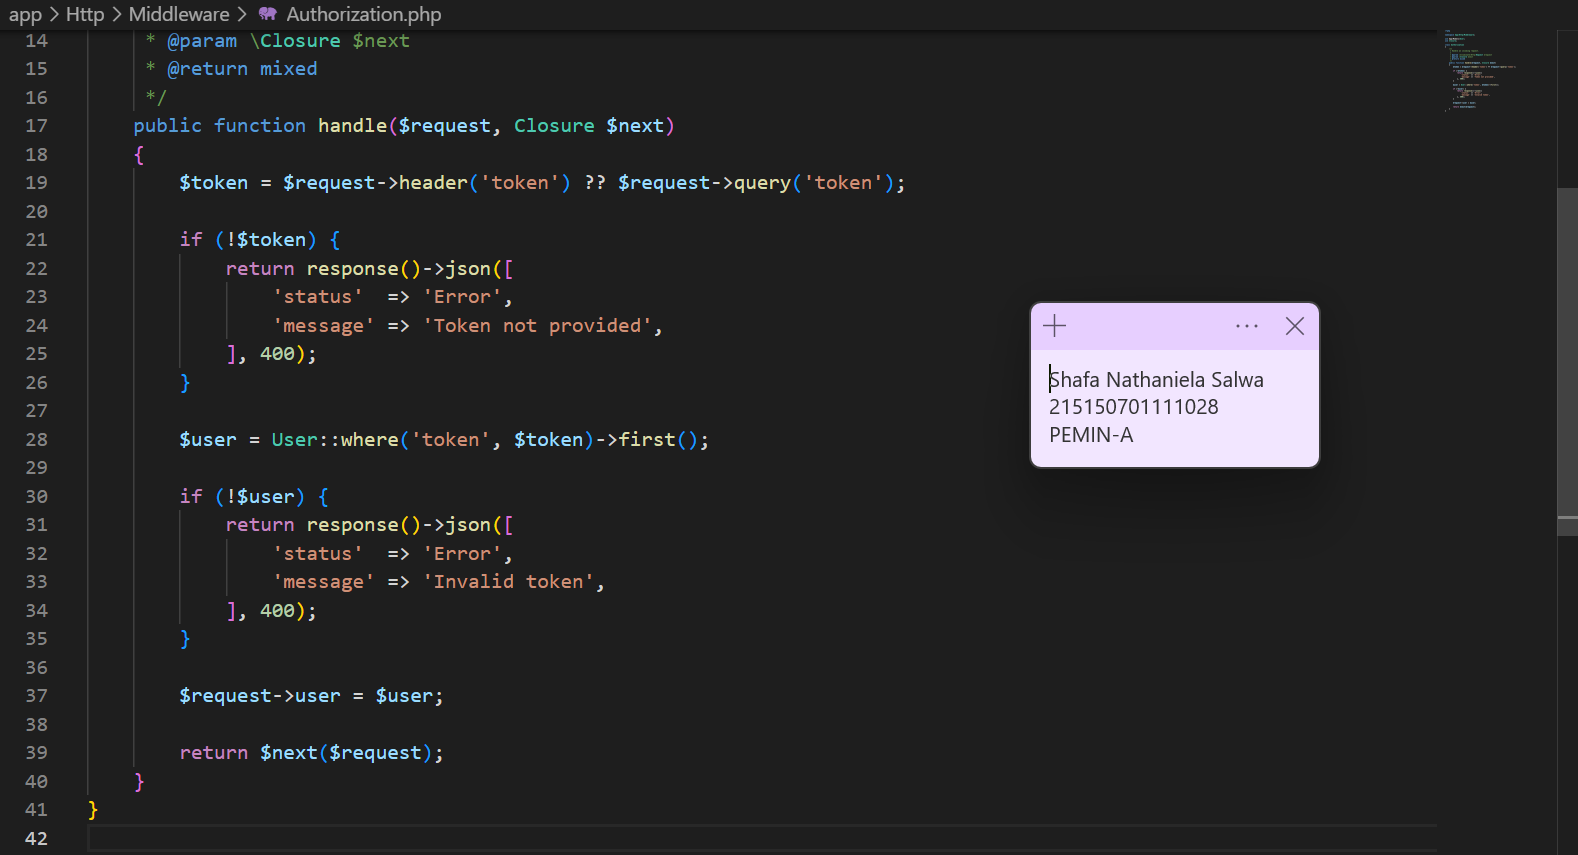 app > Http > Middleware > Authorization.php
14 * @param \Closure $next
15 * @return mixed
16 */
17 public function handle($request, Closure $next)
18 {
19 $token = $request->header('token') ?? $request->query('token');
20
21 if (!$token) {
22 return response()->json([
23 'status' => 'Error',
24 'message' => 'Token not provided',
25 ], 400);
26 }
27
28 $user = User::where('token', $token)->first();
29
30 if (!$user) {
31 return response()->json([
32 'status' => 'Error',
33 'message' => 'Invalid token',
34 ], 400);
35 }
36
37 $request->user = $user;
38
39 return $next($request);
40 }
41 }
42
Shafa Nathaniela Salwa
215150701111028
PEMIN-A